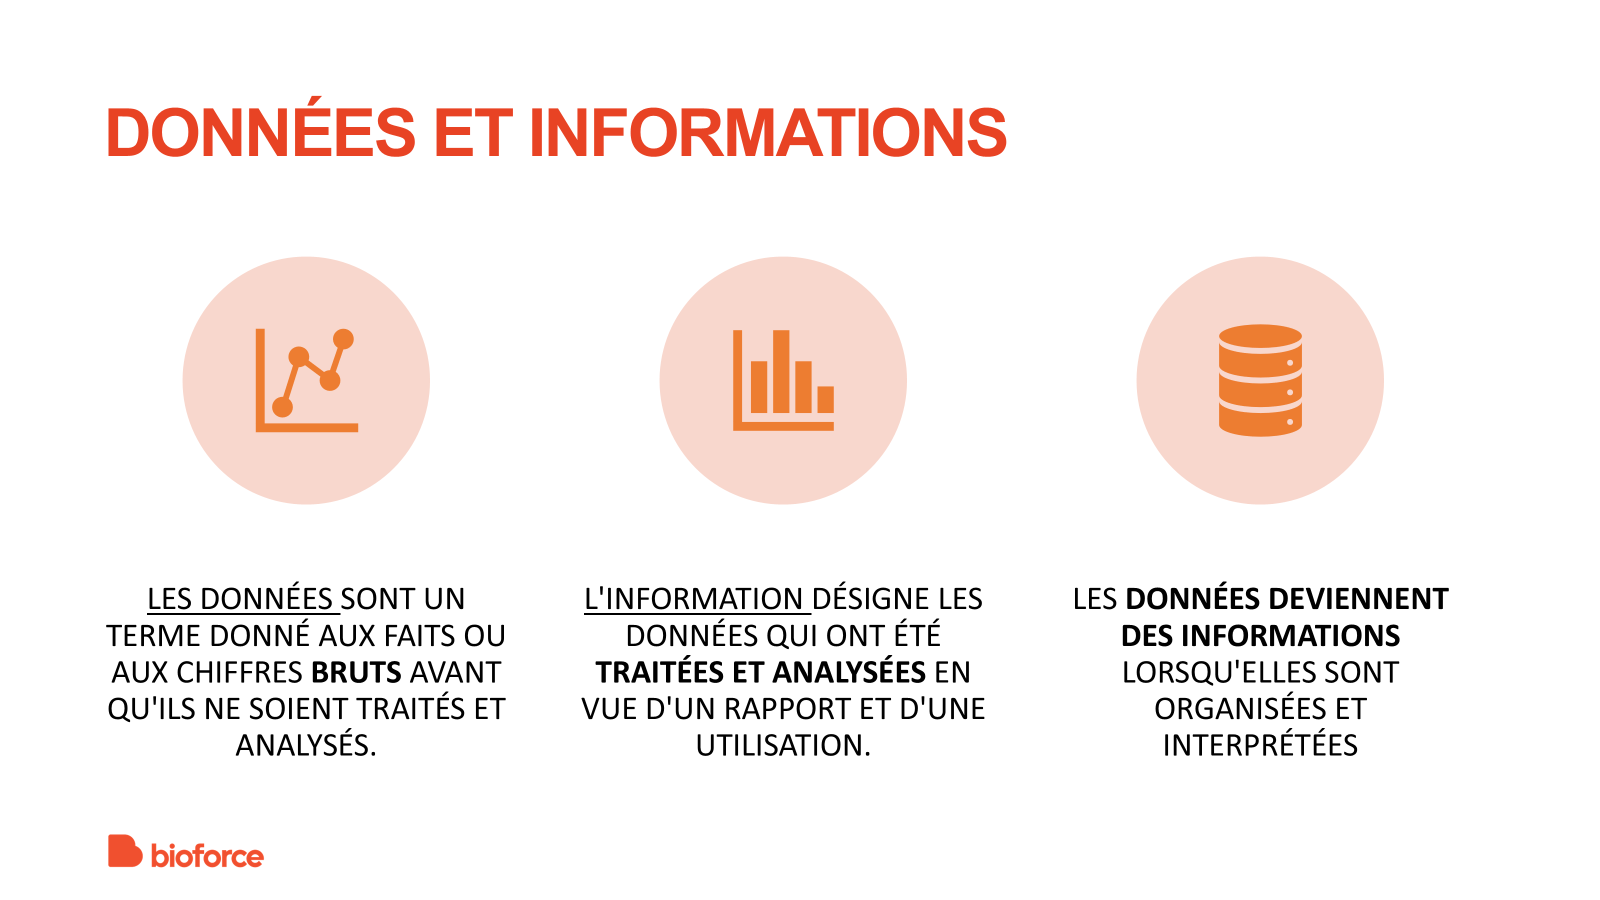 DONNÉES ET INFORMATIONS
LES DONNÉES SONT UN
TERME DONNÉ AUX FAITS OU
AUX CHIFFRES BRUTS AVANT
QU'ILS NE SOIENT TRAITÉS ET
ANALYSÉS.
L'INFORMATION DÉSIGNE LES
DONNÉES QUI ONT ÉTÉ
TRAITÉES ET ANALYSÉES EN
VUE D'UN RAPPORT ET D'UNE
UTILISATION.
LES DONNÉES DEVIENNENT
DES INFORMATIONS
LORSQU'ELLES SONT
ORGANISÉES ET
INTERPRÉTÉES
bioforce